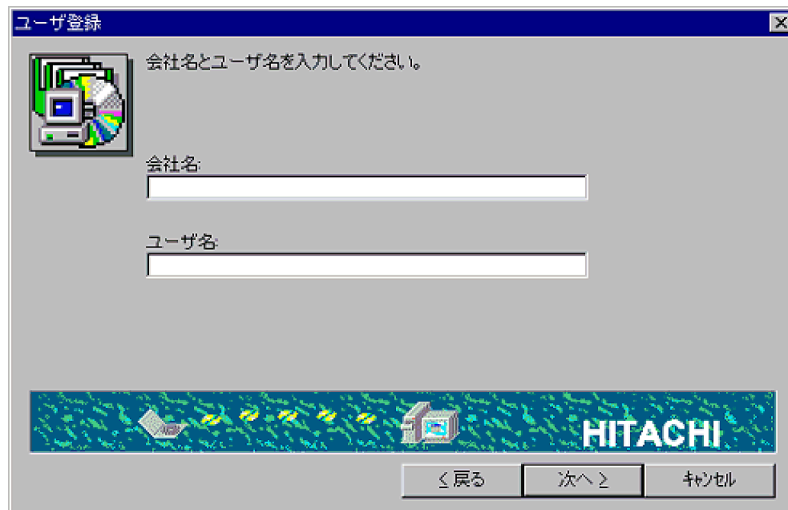 ユーザ登録
会社名とユーザ名を入力してください。
会社名:
ユーザ名:
HITACHI
< 戻る
次へ >
キャンセル